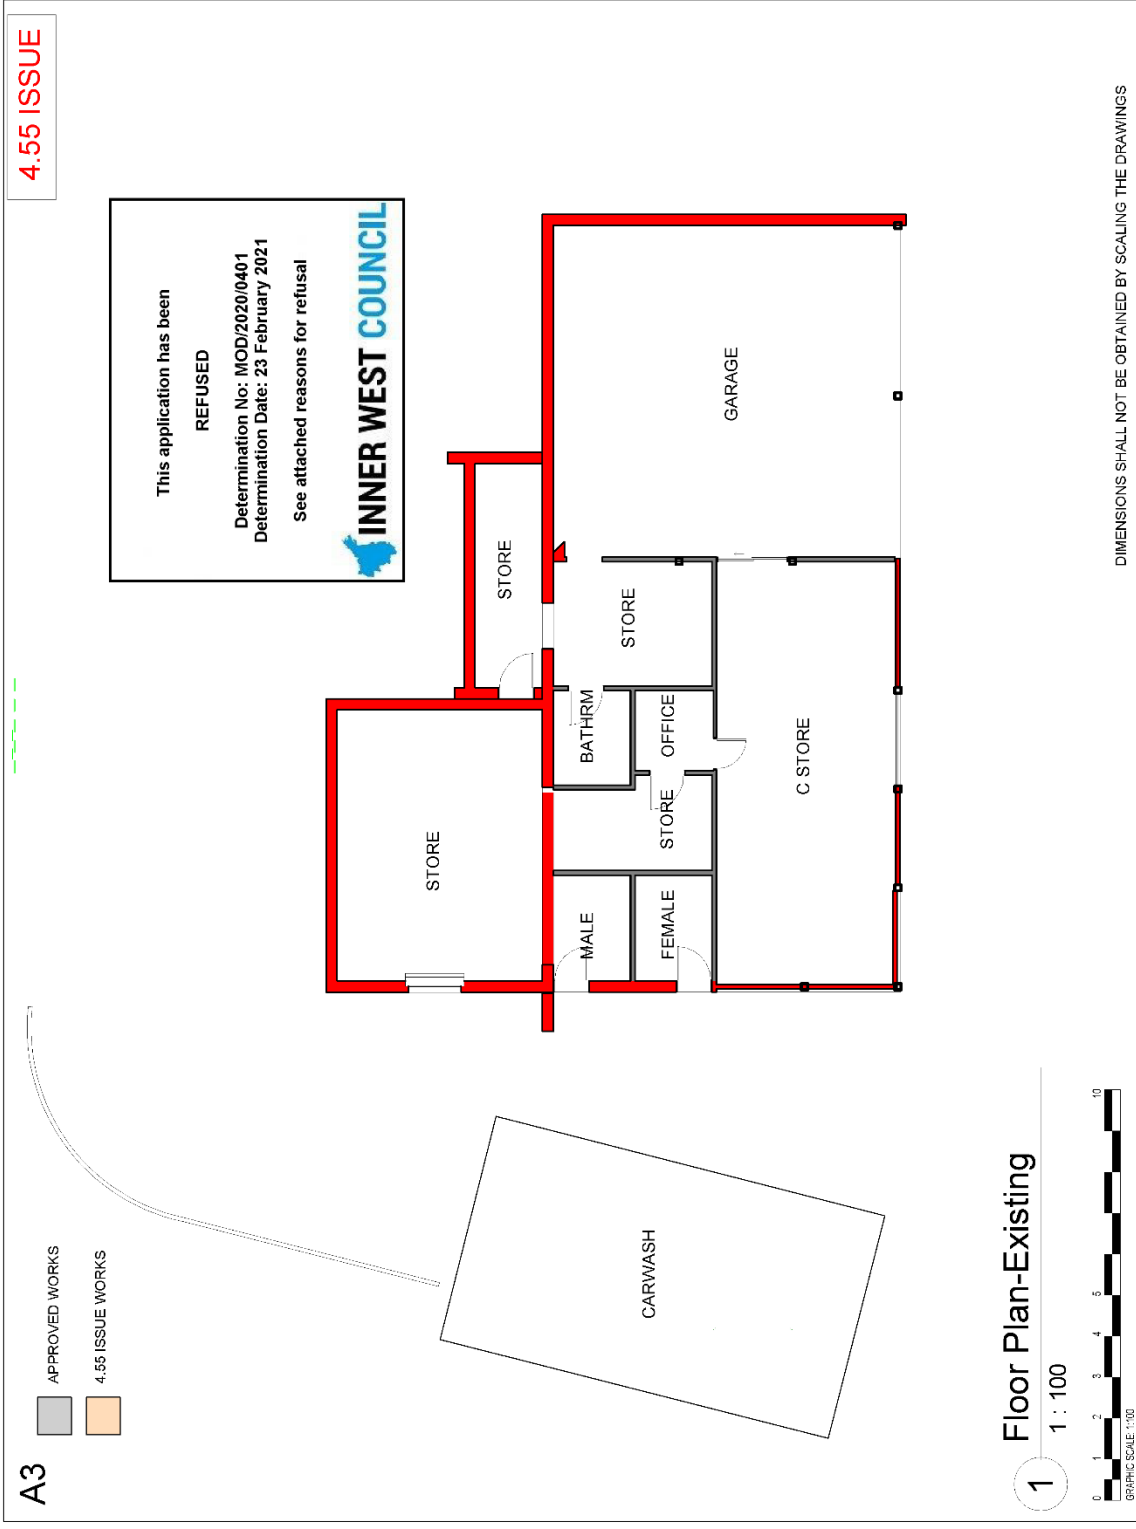 A3
APPROVED WORKS
4.55 ISSUE WORKS
4.55 ISSUE
This application has been
REFUSED
Determination No: MOD/2020/0401
Determination Date: 23 February 2021
See attached reasons for refusal
INNER WEST COUNCIL
STORE
STORE
STORE
BATHRM
OFFICE
STORE
MALE
FEMALE
C STORE
GARAGE
CARWASH
1
Floor Plan-Existing
1 : 100
0 1 2 3 4 5 10
GRAPHIC SCALE: 1:100
DIMENSIONS SHALL NOT BE OBTAINED BY SCALING THE DRAWINGS